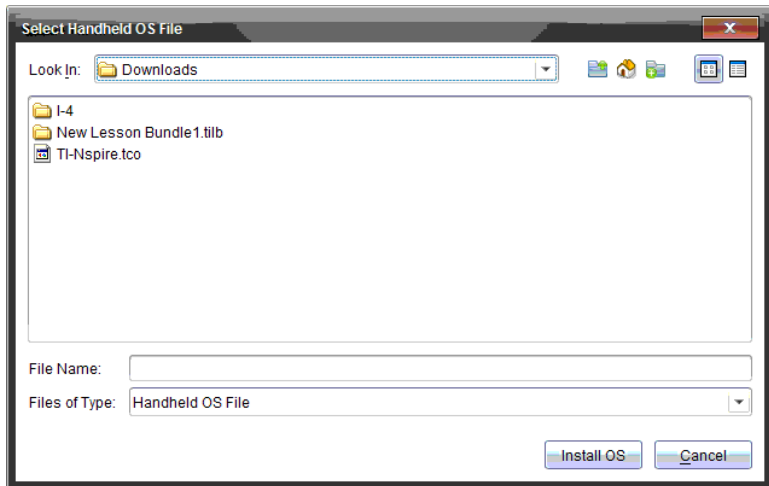 Select Handheld OS File
Look In: Downloads
I-4
New Lesson Bundle1.tilb
TI-Nspire.tco
File Name:
Files of Type: Handheld OS File
Install OS Cancel